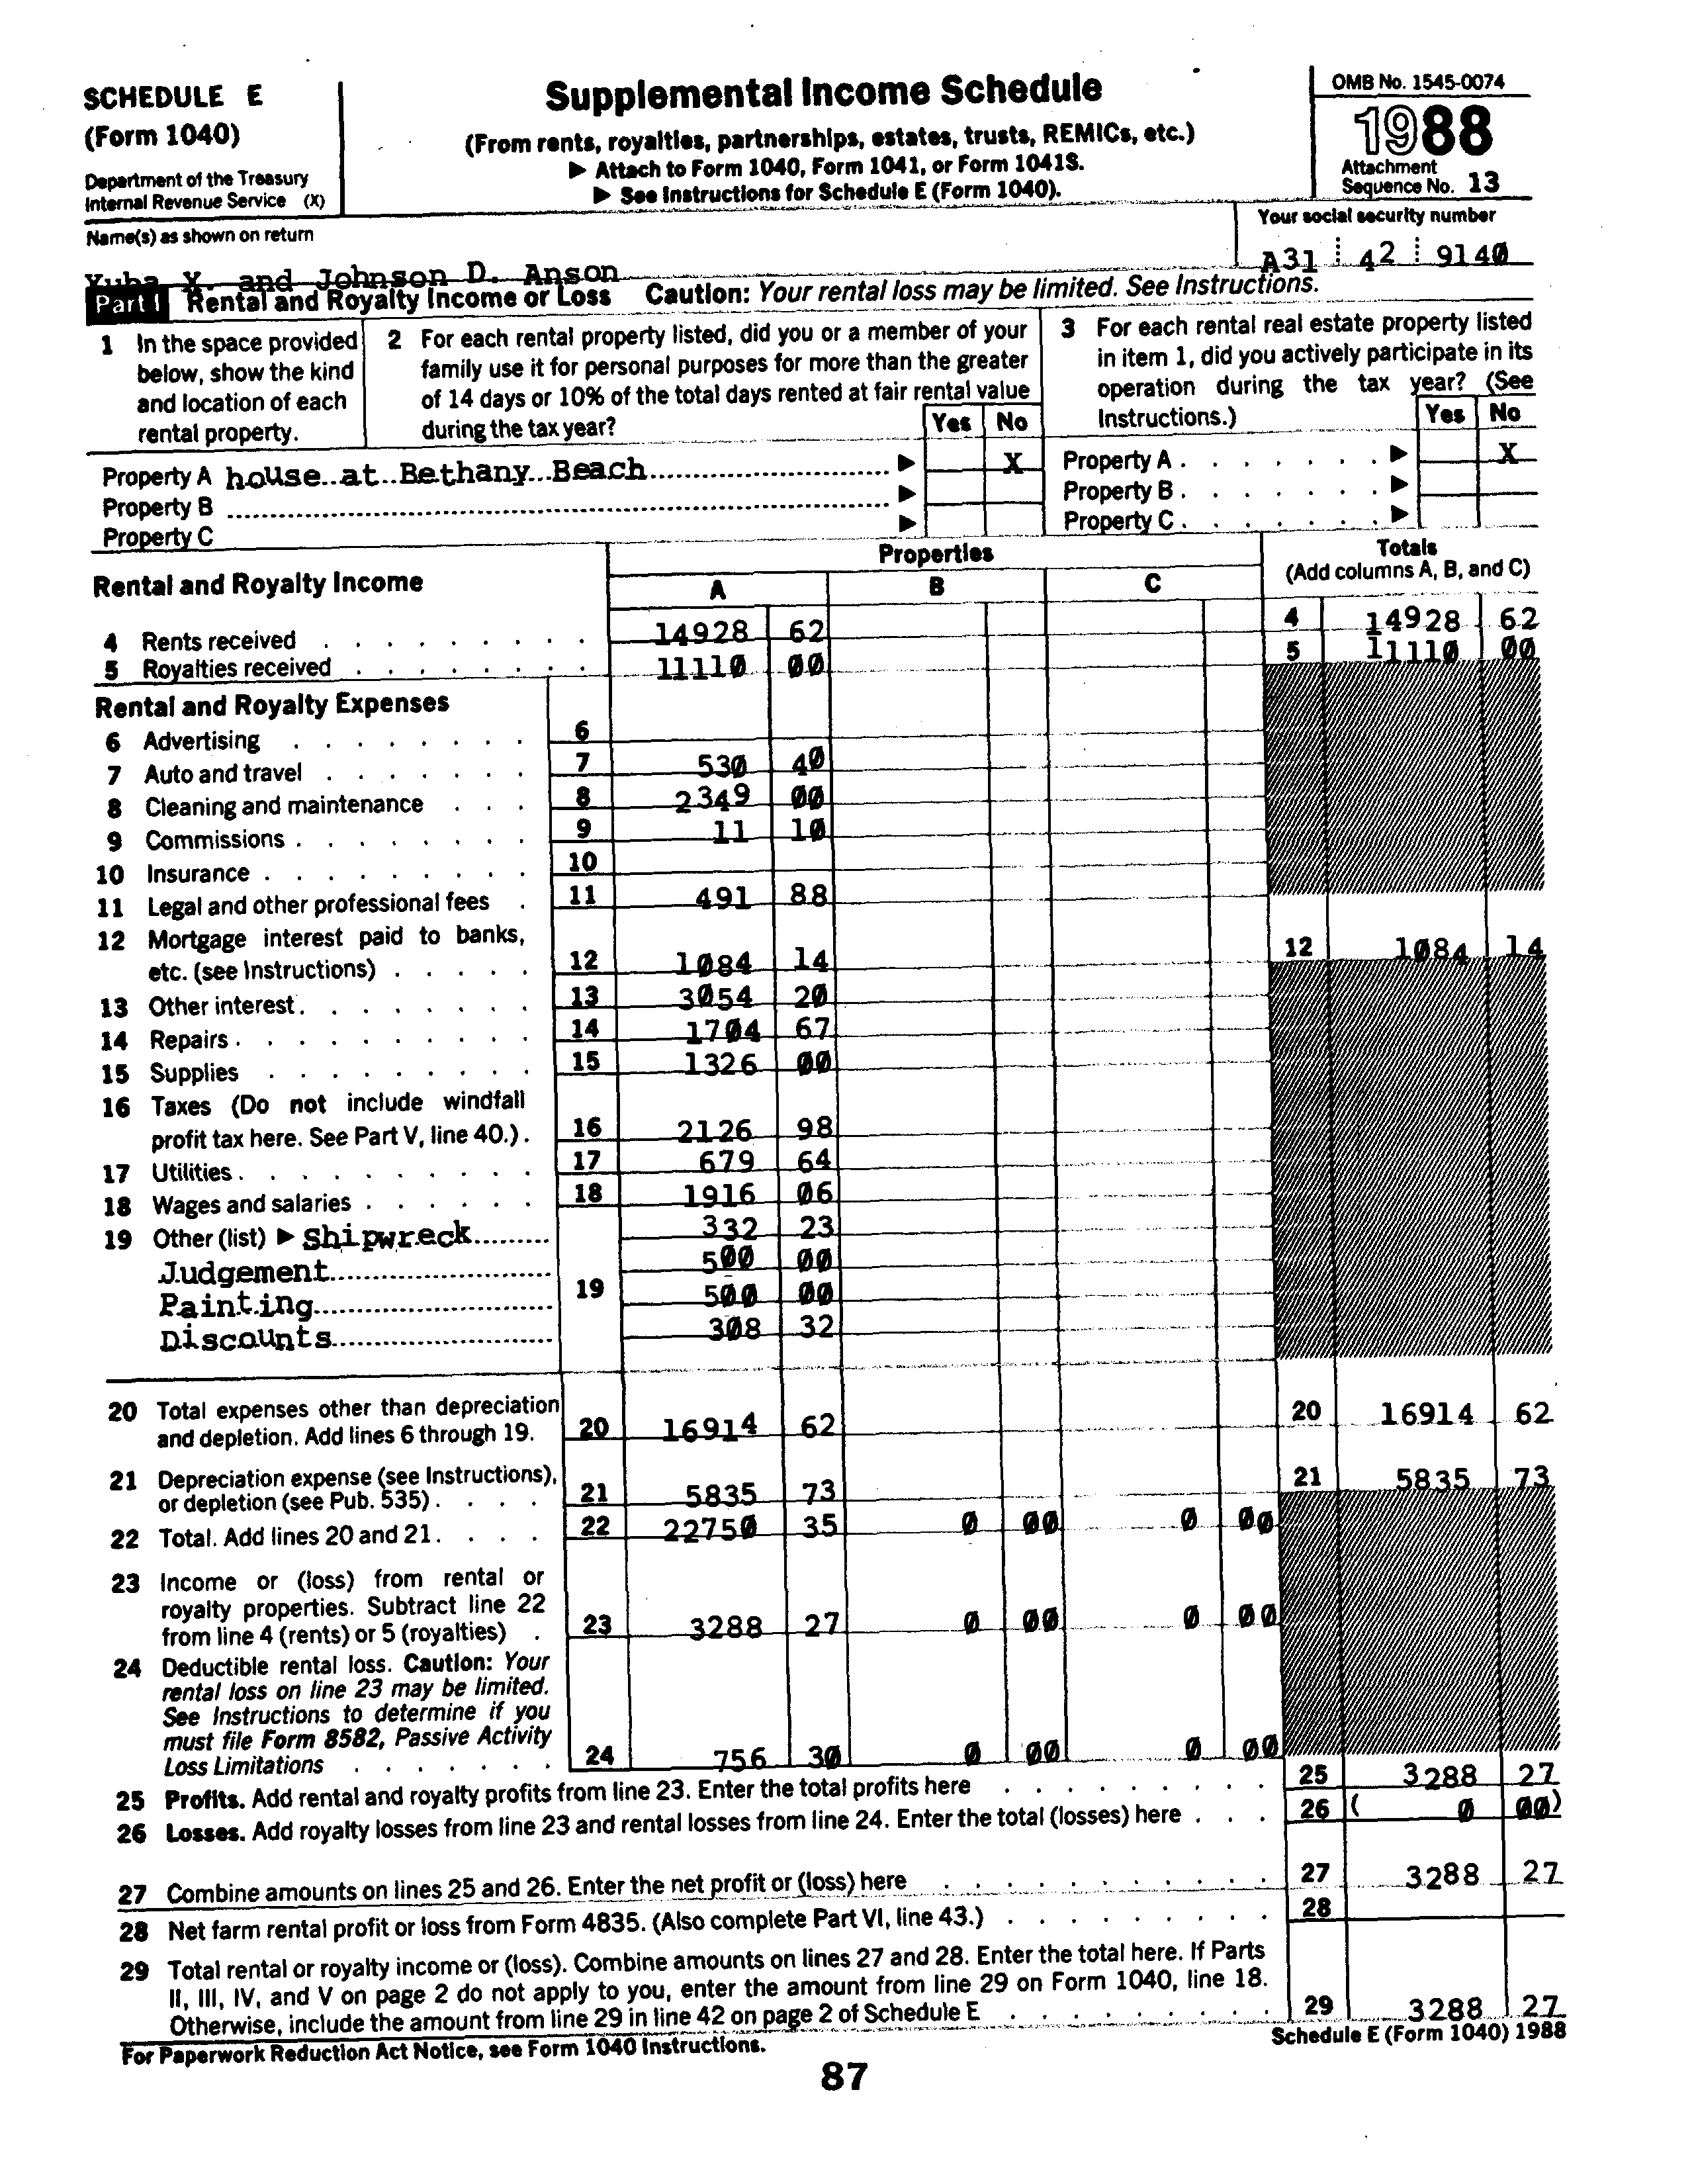 SCHEDULE E
(Form 1040)
Department of the Treasury
Internal Revenue Service (X)
Supplemental Income Schedule
(From rents, royalties, partnerships, estates, trusts, REMICs, etc.)
▶ Attach to Form 1040, Form 1041, or Form 1041S.
▶ See Instructions for Schedule E (Form 1040).
OMB No. 1545-0074
1988
Attachment
Sequence No. 13
Name(s) as shown on return
Yuba Y. and Johnson D. Anson
Your social security number
A31 42 9140
Part I Rental and Royalty Income or Loss Caution: Your rental loss may be limited. See Instructions.
1 In the space provided
below, show the kind
and location of each
rental property.
2 For each rental property listed, did you or a member of your
family use it for personal purposes for more than the greater
of 14 days or 10% of the total days rented at fair rental value
during the tax year? Yes No
3 For each rental real estate property listed
in item 1, did you actively participate in its
operation during the tax year? (See
Instructions.) Yes No
Property A house at Bethany Beach ▶ X Property A ▶ X
Property B ▶ Property B ▶
Property C ▶ Property C ▶
Rental and Royalty Income
Properties
A B C
Totals
(Add columns A, B, and C)
4 Rents received 14928 62 4 14928 62
5 Royalties received 11110 00 5 11110 00
Rental and Royalty Expenses
6 Advertising 6
7 Auto and travel 7 530 40
8 Cleaning and maintenance 8 2349 00
9 Commissions 9 11 10
10 Insurance 10
11 Legal and other professional fees 11 491 88
12 Mortgage interest paid to banks,
etc. (see Instructions) 12 1084 14 12 1084 14
13 Other interest 13 3054 20
14 Repairs 14 1704 67
15 Supplies 15 1326 00
16 Taxes (Do not include windfall
profit tax here. See Part V, line 40.) 16 2126 98
17 Utilities 17 679 64
18 Wages and salaries 18 1916 06
19 Other (list) ▶ Shipwreck 332 23
Judgement 500 00
Painting 19 500 00
Discounts 308 32
20 Total expenses other than depreciation
and depletion. Add lines 6 through 19. 20 16914 62 20 16914 62
21 Depreciation expense (see Instructions),
or depletion (see Pub. 535) 21 5835 73 21 5835 73
22 Total. Add lines 20 and 21 22 22750 35 0 00 0 00
23 Income or (loss) from rental or
royalty properties. Subtract line 22
from line 4 (rents) or 5 (royalties) 23 3288 27 0 00 0 00
24 Deductible rental loss. Caution: Your
rental loss on line 23 may be limited.
See Instructions to determine if you
must file Form 8582, Passive Activity
Loss Limitations 24 756 30 0 00 0 00
25 Profits. Add rental and royalty profits from line 23. Enter the total profits here 25 3288 27
26 Losses. Add royalty losses from line 23 and rental losses from line 24. Enter the total (losses) here 26 ( 0 00)
27 Combine amounts on lines 25 and 26. Enter the net profit or (loss) here 27 3288 27
28 Net farm rental profit or loss from Form 4835. (Also complete Part VI, line 43.) 28
29 Total rental or royalty income or (loss). Combine amounts on lines 27 and 28. Enter the total here. If Parts
II, III, IV, and V on page 2 do not apply to you, enter the amount from line 29 on Form 1040, line 18.
Otherwise, include the amount from line 29 in line 42 on page 2 of Schedule E 29 3288 27
For Paperwork Reduction Act Notice, see Form 1040 Instructions. Schedule E (Form 1040) 1988
87